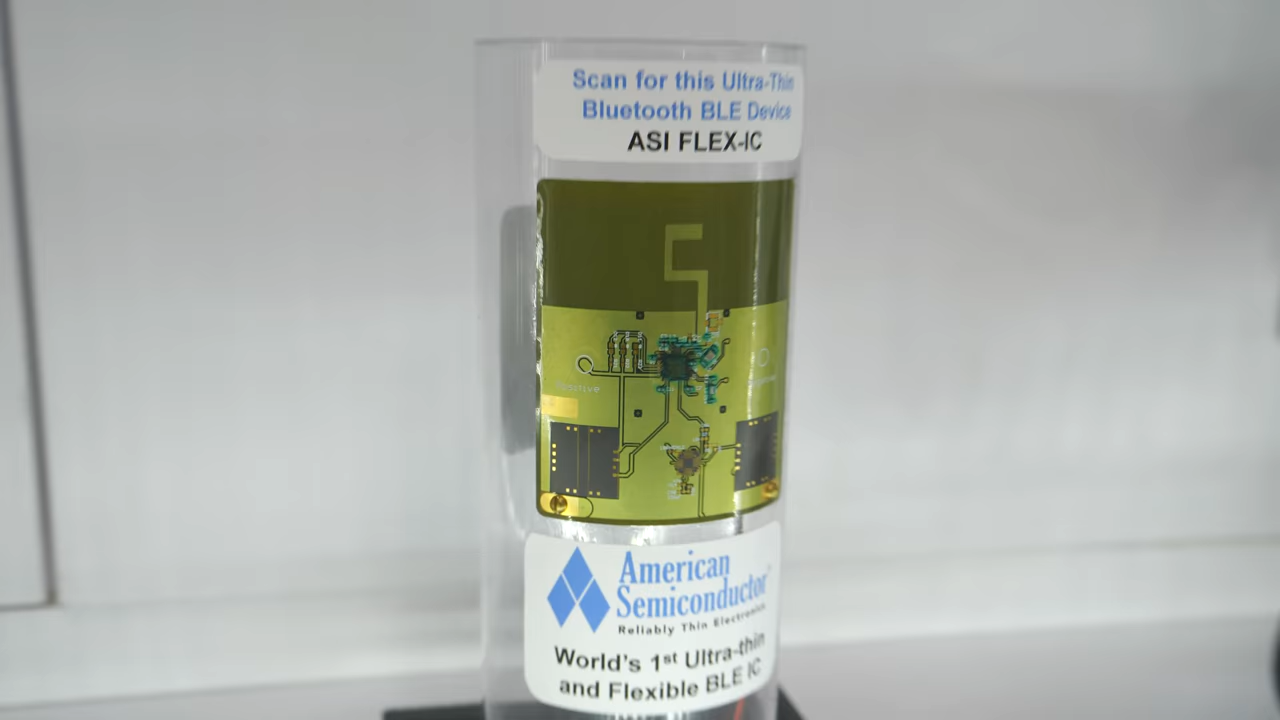 Scan for this Ultra-Thin
Bluetooth BLE Device
ASI FLEX-IC
Positive
American
Semiconductor
Reliably Thin Electronics
World's 1st Ultra-thin
and Flexible BLE IC